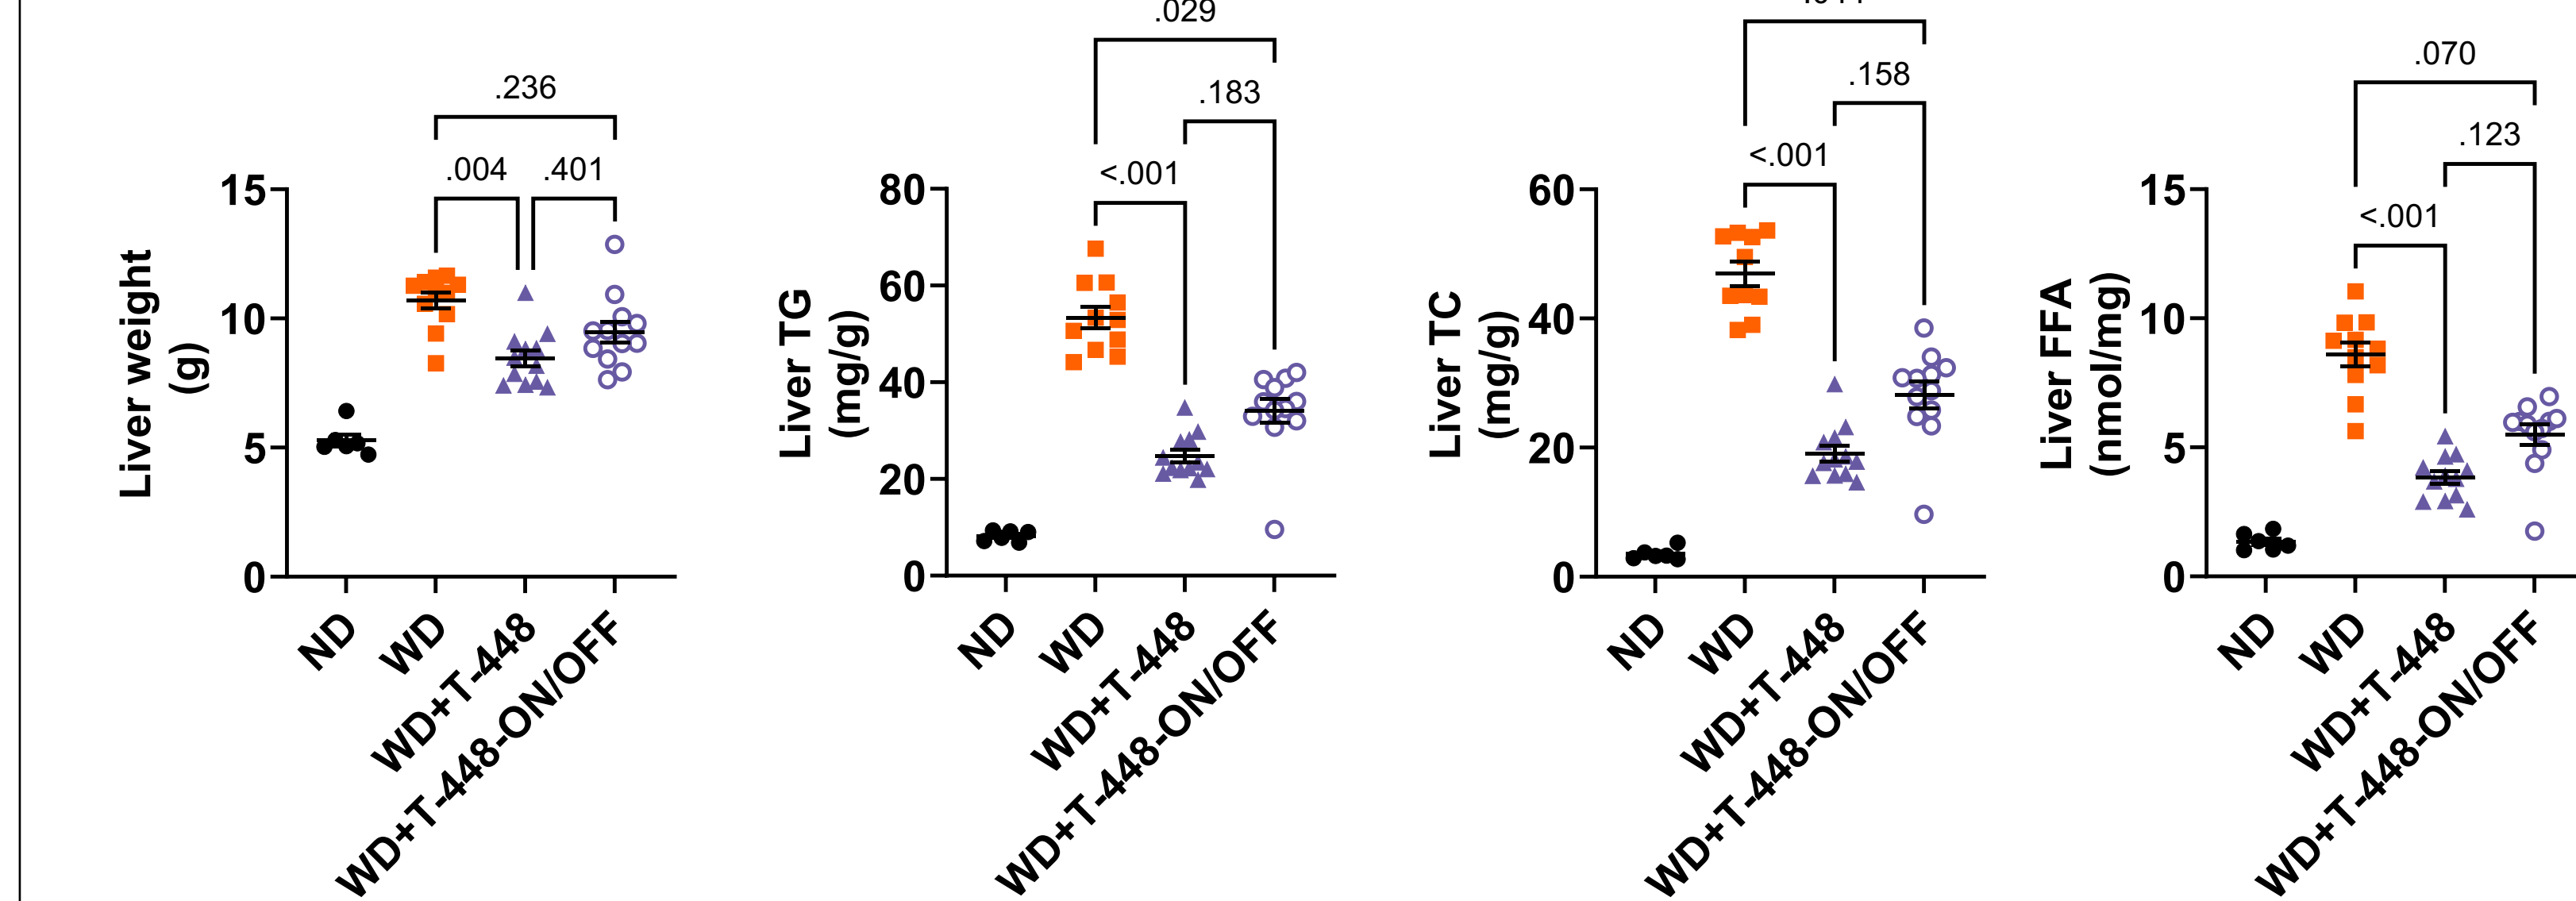 .029
.236
.183
.004
.401
<.001
.158
<.001
.070
.123
<.001
Liver weight
(g)
15
10
5
0
ND
WD
WD+T-448
WD+T-448-ON/OFF
Liver TG
(mg/g)
80
60
40
20
0
ND
WD
WD+T-448
WD+T-448-ON/OFF
Liver TC
(mg/g)
60
40
20
0
ND
WD
WD+T-448
WD+T-448-ON/OFF
Liver FFA
(nmol/mg)
15
10
5
0
ND
WD
WD+T-448
WD+T-448-ON/OFF